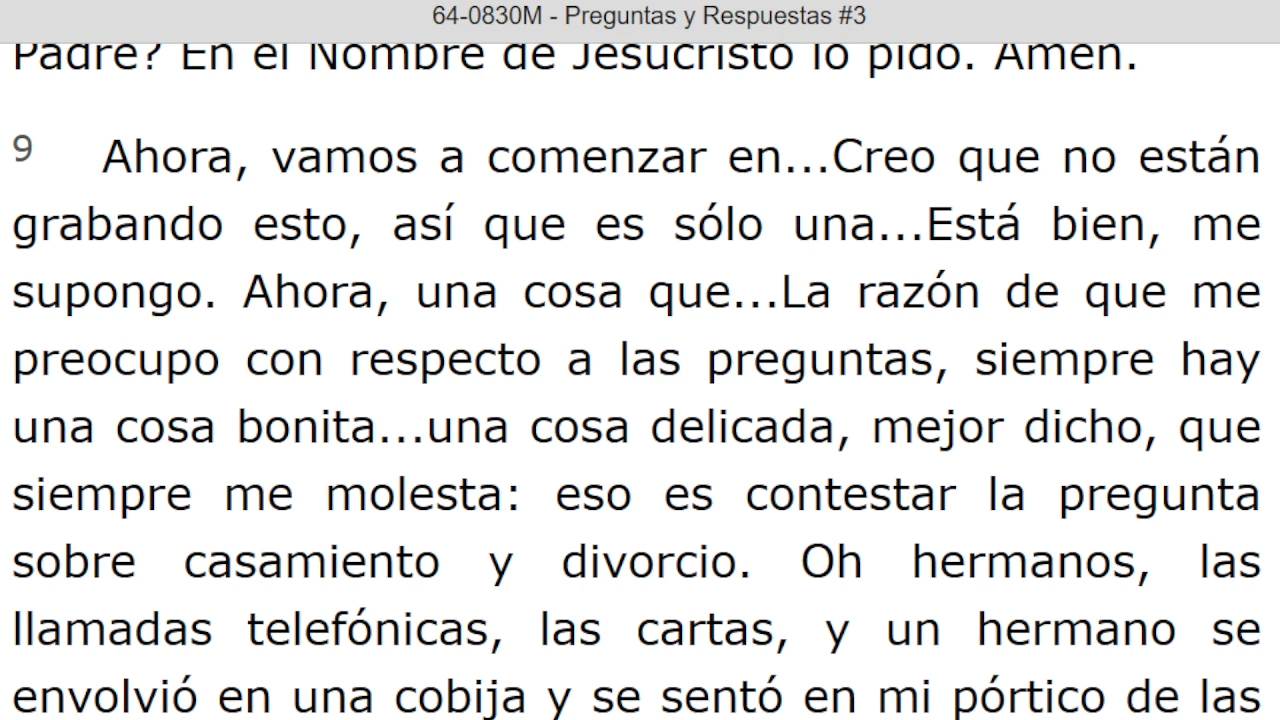 64-0830M - Preguntas y Respuestas #3
Padre? En el Nombre de Jesucristo lo pido. Amén.
9 Ahora, vamos a comenzar en...Creo que no están
grabando esto, así que es sólo una...Está bien, me
supongo. Ahora, una cosa que...La razón de que me
preocupo con respecto a las preguntas, siempre hay
una cosa bonita...una cosa delicada, mejor dicho, que
siempre me molesta: eso es contestar la pregunta
sobre casamiento y divorcio. Oh hermanos, las
llamadas telefónicas, las cartas, y un hermano se
envolvió en una cobija y se sentó en mi pórtico de las